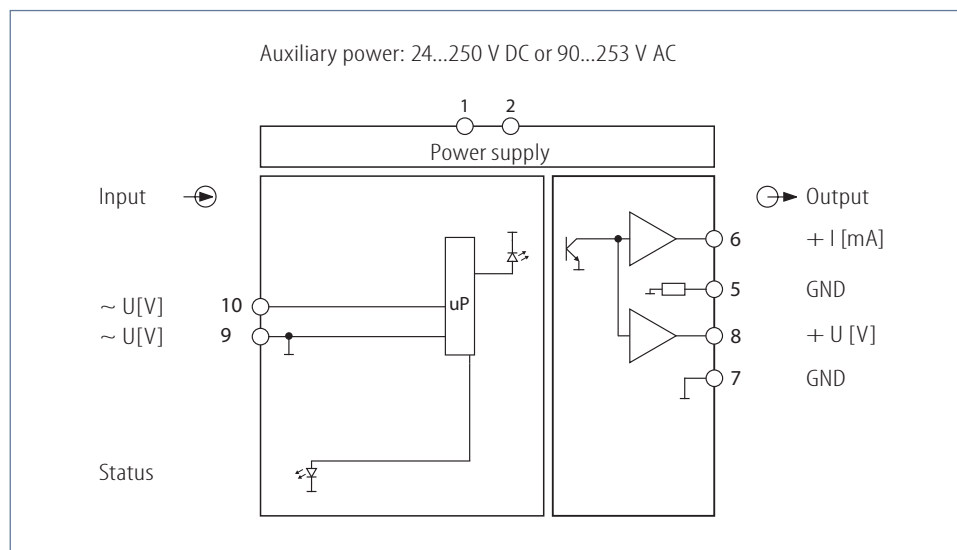 Auxiliary power: 24...250 V DC or 90...253 V AC
1 2
Power supply
Input
Output
6 + I [mA]
5 GND
~ U[V] 10
uP
~ U[V] 9
8 + U [V]
7 GND
Status